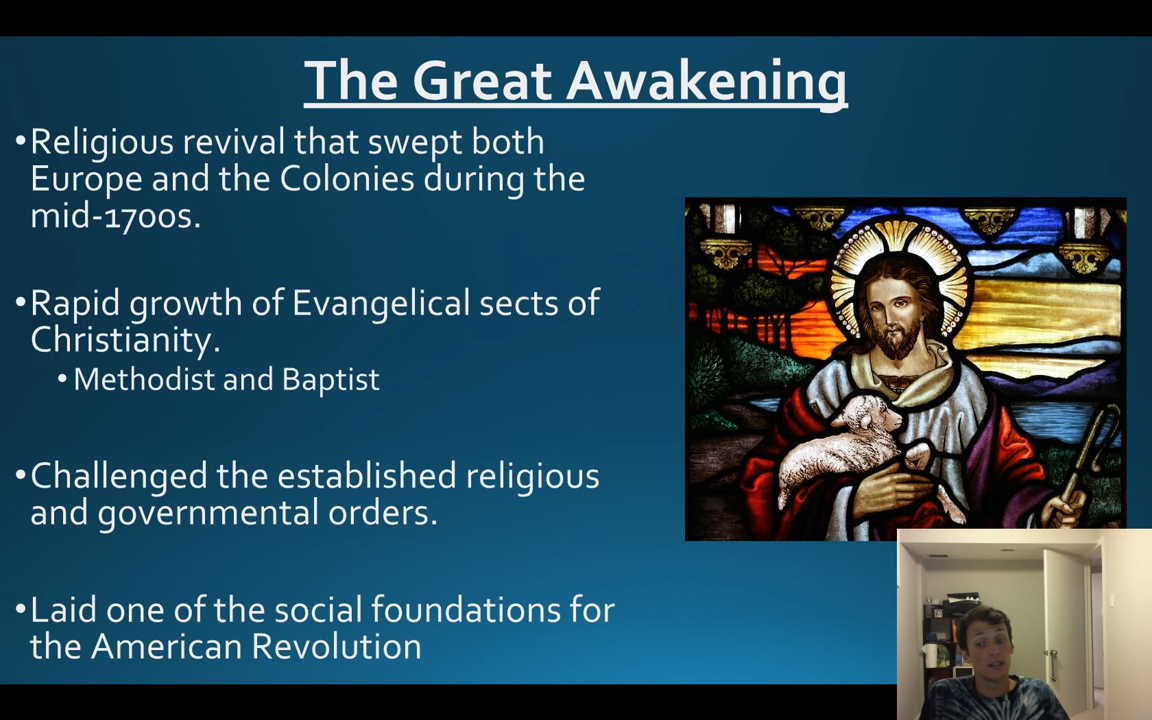 The Great Awakening
•Religious revival that swept both
Europe and the Colonies during the
mid-1700s.
•Rapid growth of Evangelical sects of
Christianity.
•Methodist and Baptist
•Challenged the established religious
and governmental orders.
•Laid one of the social foundations for
the American Revolution